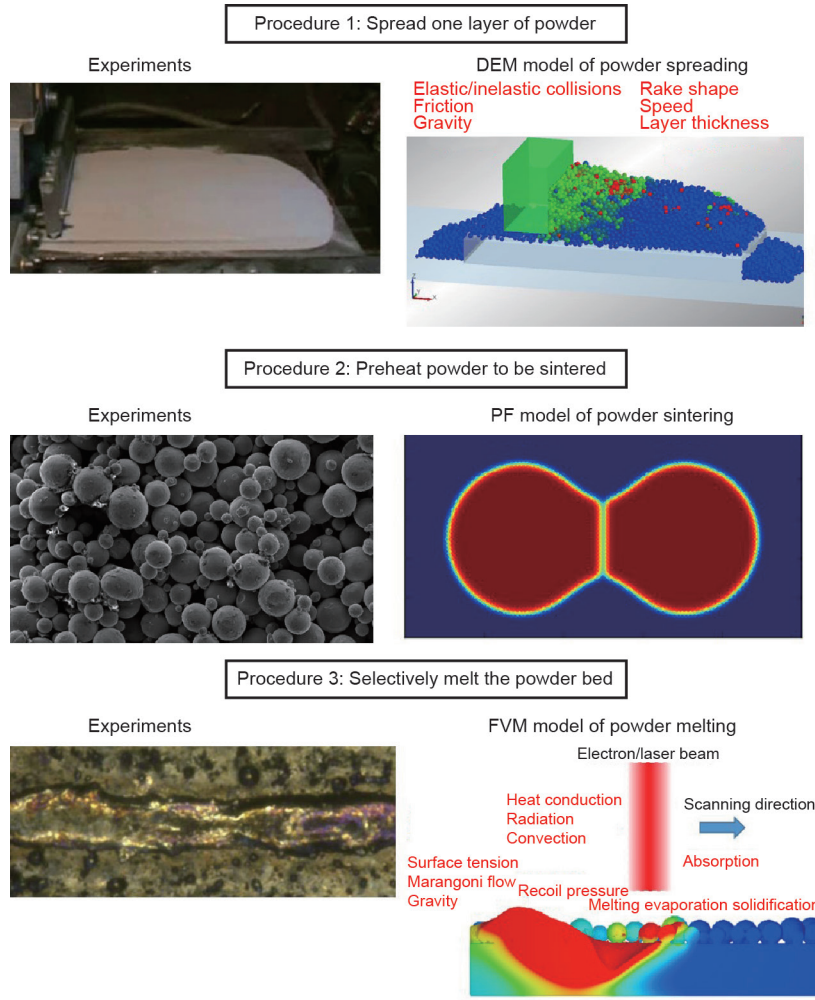 Procedure 1: Spread one layer of powder
Experiments
DEM model of powder spreading
Elastic/inelastic collisions
Friction
Gravity
Rake shape
Speed
Layer thickness
Procedure 2: Preheat powder to be sintered
Experiments
PF model of powder sintering
Procedure 3: Selectively melt the powder bed
Experiments
FVM model of powder melting
Electron/laser beam
Heat conduction
Radiation
Convection
Scanning direction
Absorption
Surface tension
Marangoni flow
Gravity
Recoil pressure
Melting evaporation solidification